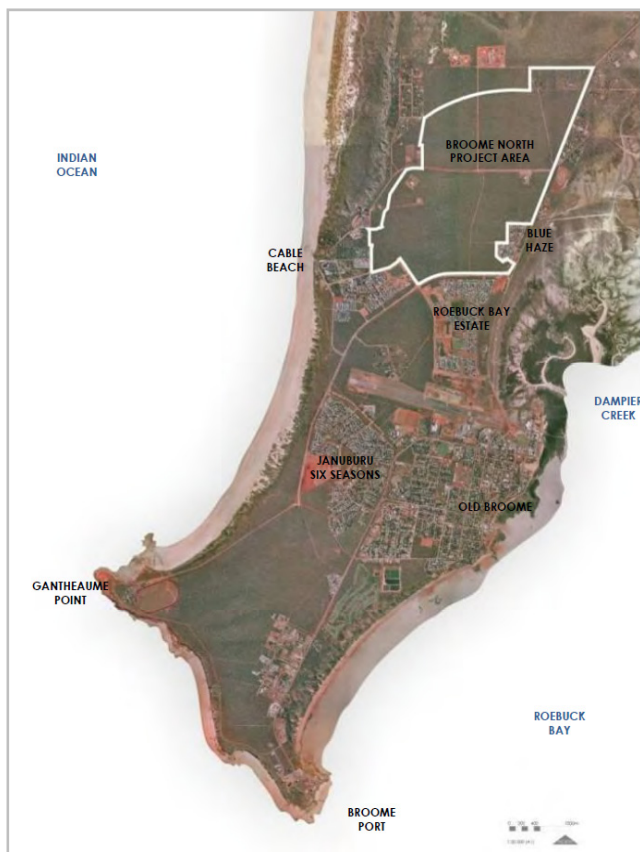 BROOME NORTH
PROJECT AREA
INDIAN
OCEAN
BLUE
HAZE
CABLE
BEACH
ROEBUCK BAY
ESTATE
DAMPIER
CREEK
JANUBURU
SIX SEASONS
OLD BROOME
GANTHEAUME
POINT
ROEBUCK
BAY
BROOME
PORT